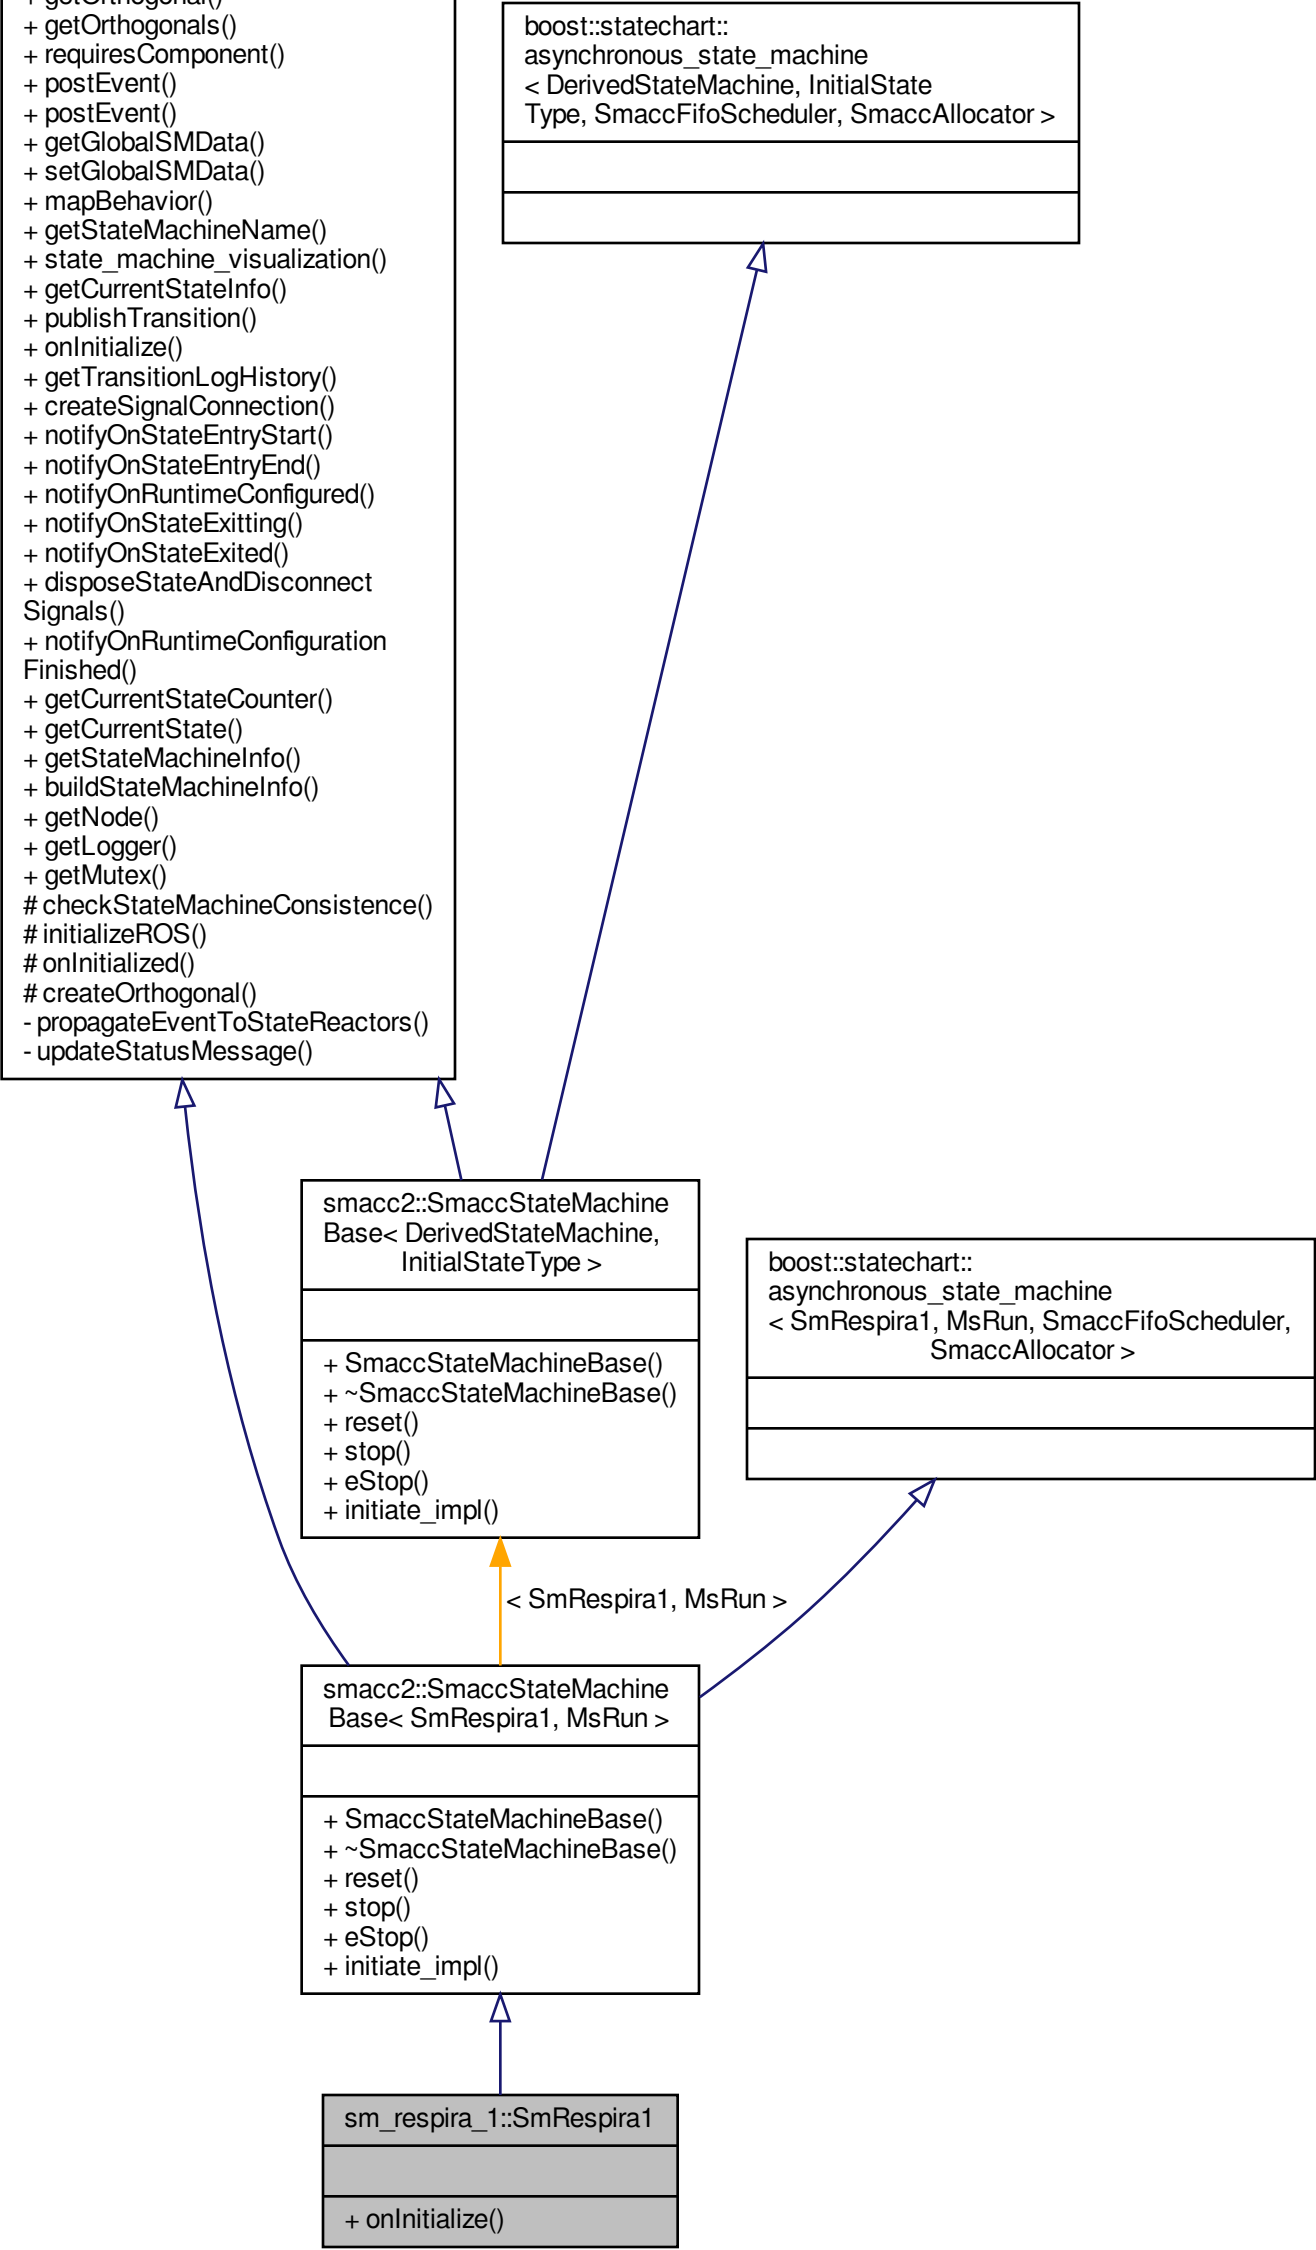 + getOrthogonal()
+ getOrthogonals()
+ requiresComponent()
+ postEvent()
+ postEvent()
+ getGlobalSMData()
+ setGlobalSMData()
+ mapBehavior()
+ getStateMachineName()
+ state_machine_visualization()
+ getCurrentStateInfo()
+ publishTransition()
+ onInitialize()
+ getTransitionLogHistory()
+ createSignalConnection()
+ notifyOnStateEntryStart()
+ notifyOnStateEntryEnd()
+ notifyOnRuntimeConfigured()
+ notifyOnStateExitting()
+ notifyOnStateExited()
+ disposeStateAndDisconnect
Signals()
+ notifyOnRuntimeConfiguration
Finished()
+ getCurrentStateCounter()
+ getCurrentState()
+ getStateMachineInfo()
+ buildStateMachineInfo()
+ getNode()
+ getLogger()
+ getMutex()
# checkStateMachineConsistence()
# initializeROS()
# onInitialized()
# createOrthogonal()
- propagateEventToStateReactors()
- updateStatusMessage()
boost::statechart::
asynchronous_state_machine
< DerivedStateMachine, InitialState
Type, SmaccFifoScheduler, SmaccAllocator >
smacc2::SmaccStateMachine
Base< DerivedStateMachine,
InitialStateType >
+ SmaccStateMachineBase()
+ ~SmaccStateMachineBase()
+ reset()
+ stop()
+ eStop()
+ initiate_impl()
boost::statechart::
asynchronous_state_machine
< SmRespira1, MsRun, SmaccFifoScheduler,
SmaccAllocator >
< SmRespira1, MsRun >
smacc2::SmaccStateMachine
Base< SmRespira1, MsRun >
+ SmaccStateMachineBase()
+ ~SmaccStateMachineBase()
+ reset()
+ stop()
+ eStop()
+ initiate_impl()
sm_respira_1::SmRespira1
+ onInitialize()